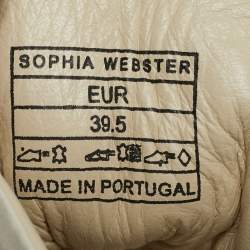 SOPHIA WEBSTER
EUR
39.5
MADE IN PORTUGAL